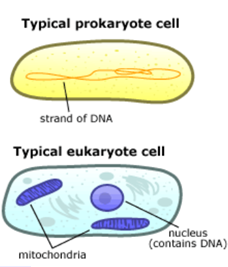 Typical prokaryote cell
strand of DNA
Typical eukaryote cell
nucleus
(contains DNA)
mitochondria